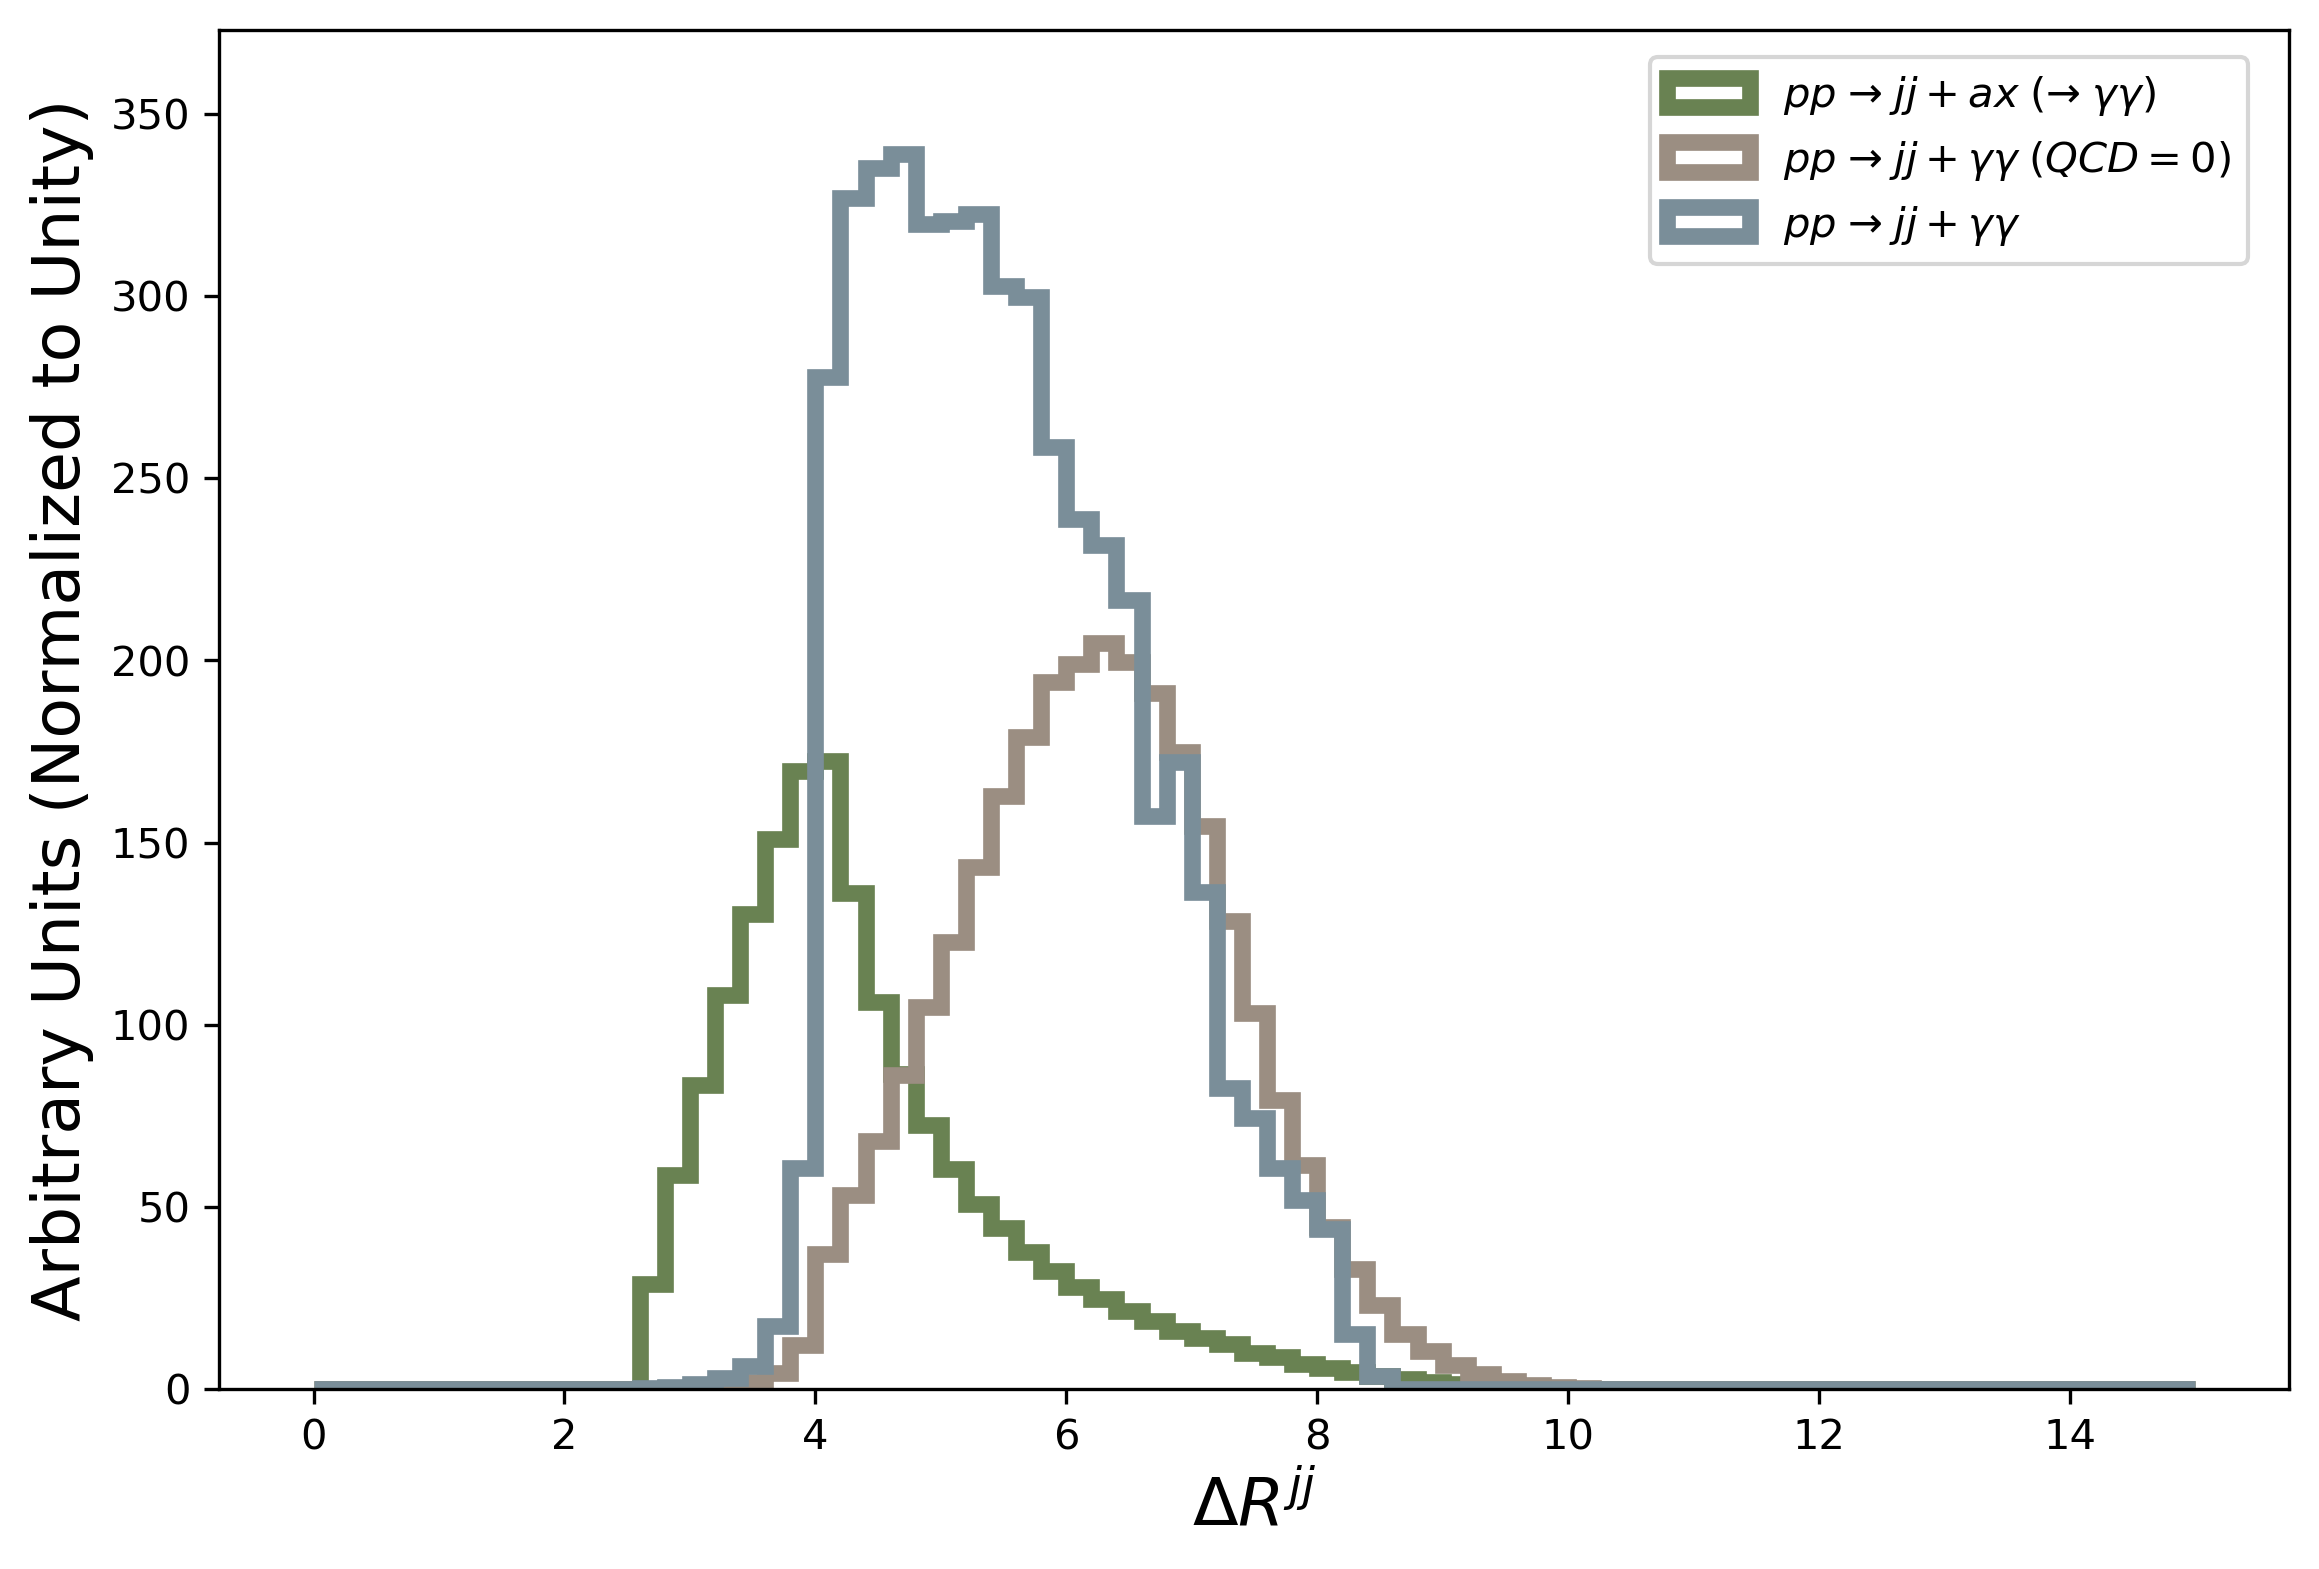 Arbitrary Units (Normalized to Unity)
350
300
250
200
150
100
50
0
0 2 4 6 8 10 12 14
ΔR^{jj}
pp → jj + ax (→ γγ)
pp → jj + γγ (QCD = 0)
pp → jj + γγ